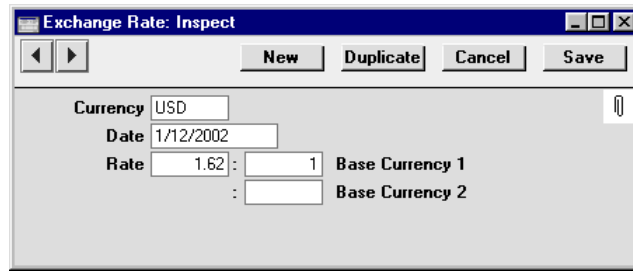 Exchange Rate: Inspect
New Duplicate Cancel Save
Currency USD
Date 1/12/2002
Rate 1.62 : 1 Base Currency 1
: Base Currency 2